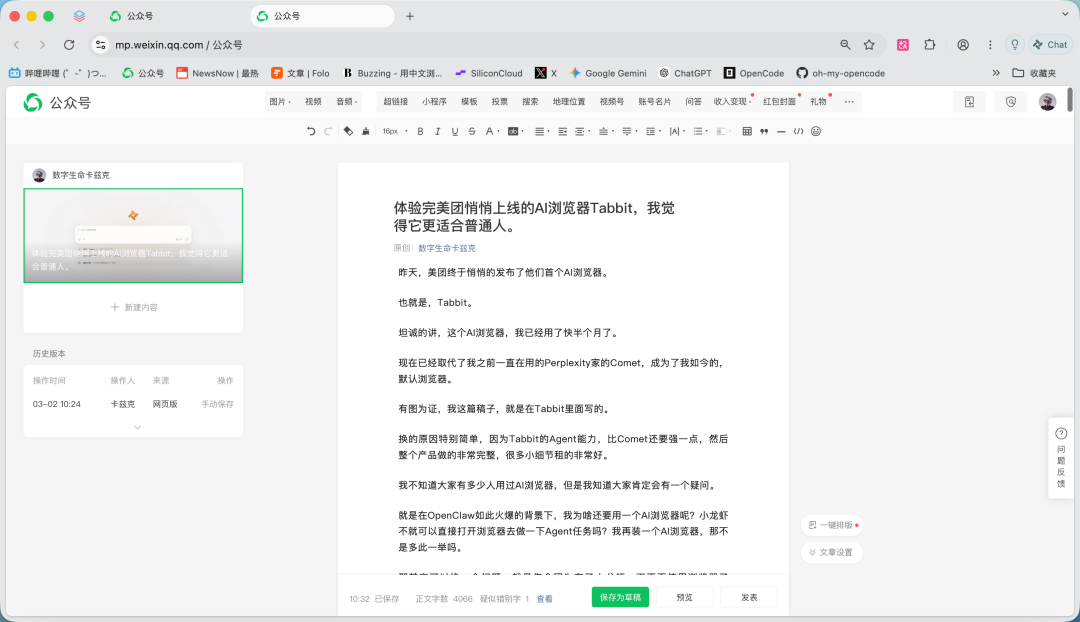 公众号
公众号
mp.weixin.qq.com / 公众号
Chat
哔哩哔哩 (゜-゜)つ...
公众号
NewsNow | 最热
文章 | Folo
Buzzing - 用中文浏...
SiliconCloud
X
Google Gemini
ChatGPT
OpenCode
oh-my-opencode
收藏夹
公众号
图片
视频
音频
超链接
小程序
模板
投票
搜索
地理位置
视频号
账号名片
问答
收入变现
红包封面
礼物
16px
数字生命卡兹克
体验完美团悄悄上线的AI浏览器Tabbit，我觉得它更适
合普通人。
新建内容
历史版本
操作时间 操作人 来源 操作
03-02 10:24 卡兹克 网页版 手动保存
体验完美团悄悄上线的AI浏览器Tabbit，我觉
得它更适合普通人。
原创： 数字生命卡兹克
昨天，美团终于悄悄的发布了他们首个AI浏览器。
也就是，Tabbit。
坦诚的讲，这个AI浏览器，我已经用了快半个月了。
现在已经取代了我之前一直在用的Perplexity家的Comet，成为了我如今的，
默认浏览器。
有图为证，我这篇稿子，就是在Tabbit里面写的。
换的原因特别简单，因为Tabbit的Agent能力，比Comet还要强一点，然后
整个产品做的非常完整，很多小细节粗的非常好。
我不知道大家有多少人用过AI浏览器，但是我知道大家肯定会有一个疑问。
就是在OpenClaw如此火爆的背景下，我为啥还要用一个AI浏览器呢？小龙虾
不就可以直接打开浏览器去做一下Agent任务吗？我再装一个AI浏览器，那不
是多此一举吗。
问题反馈
一键排版
文章设置
10:32 已保存 正文字数 4066 疑似错别字 1 查看
保存为草稿
预览
发表